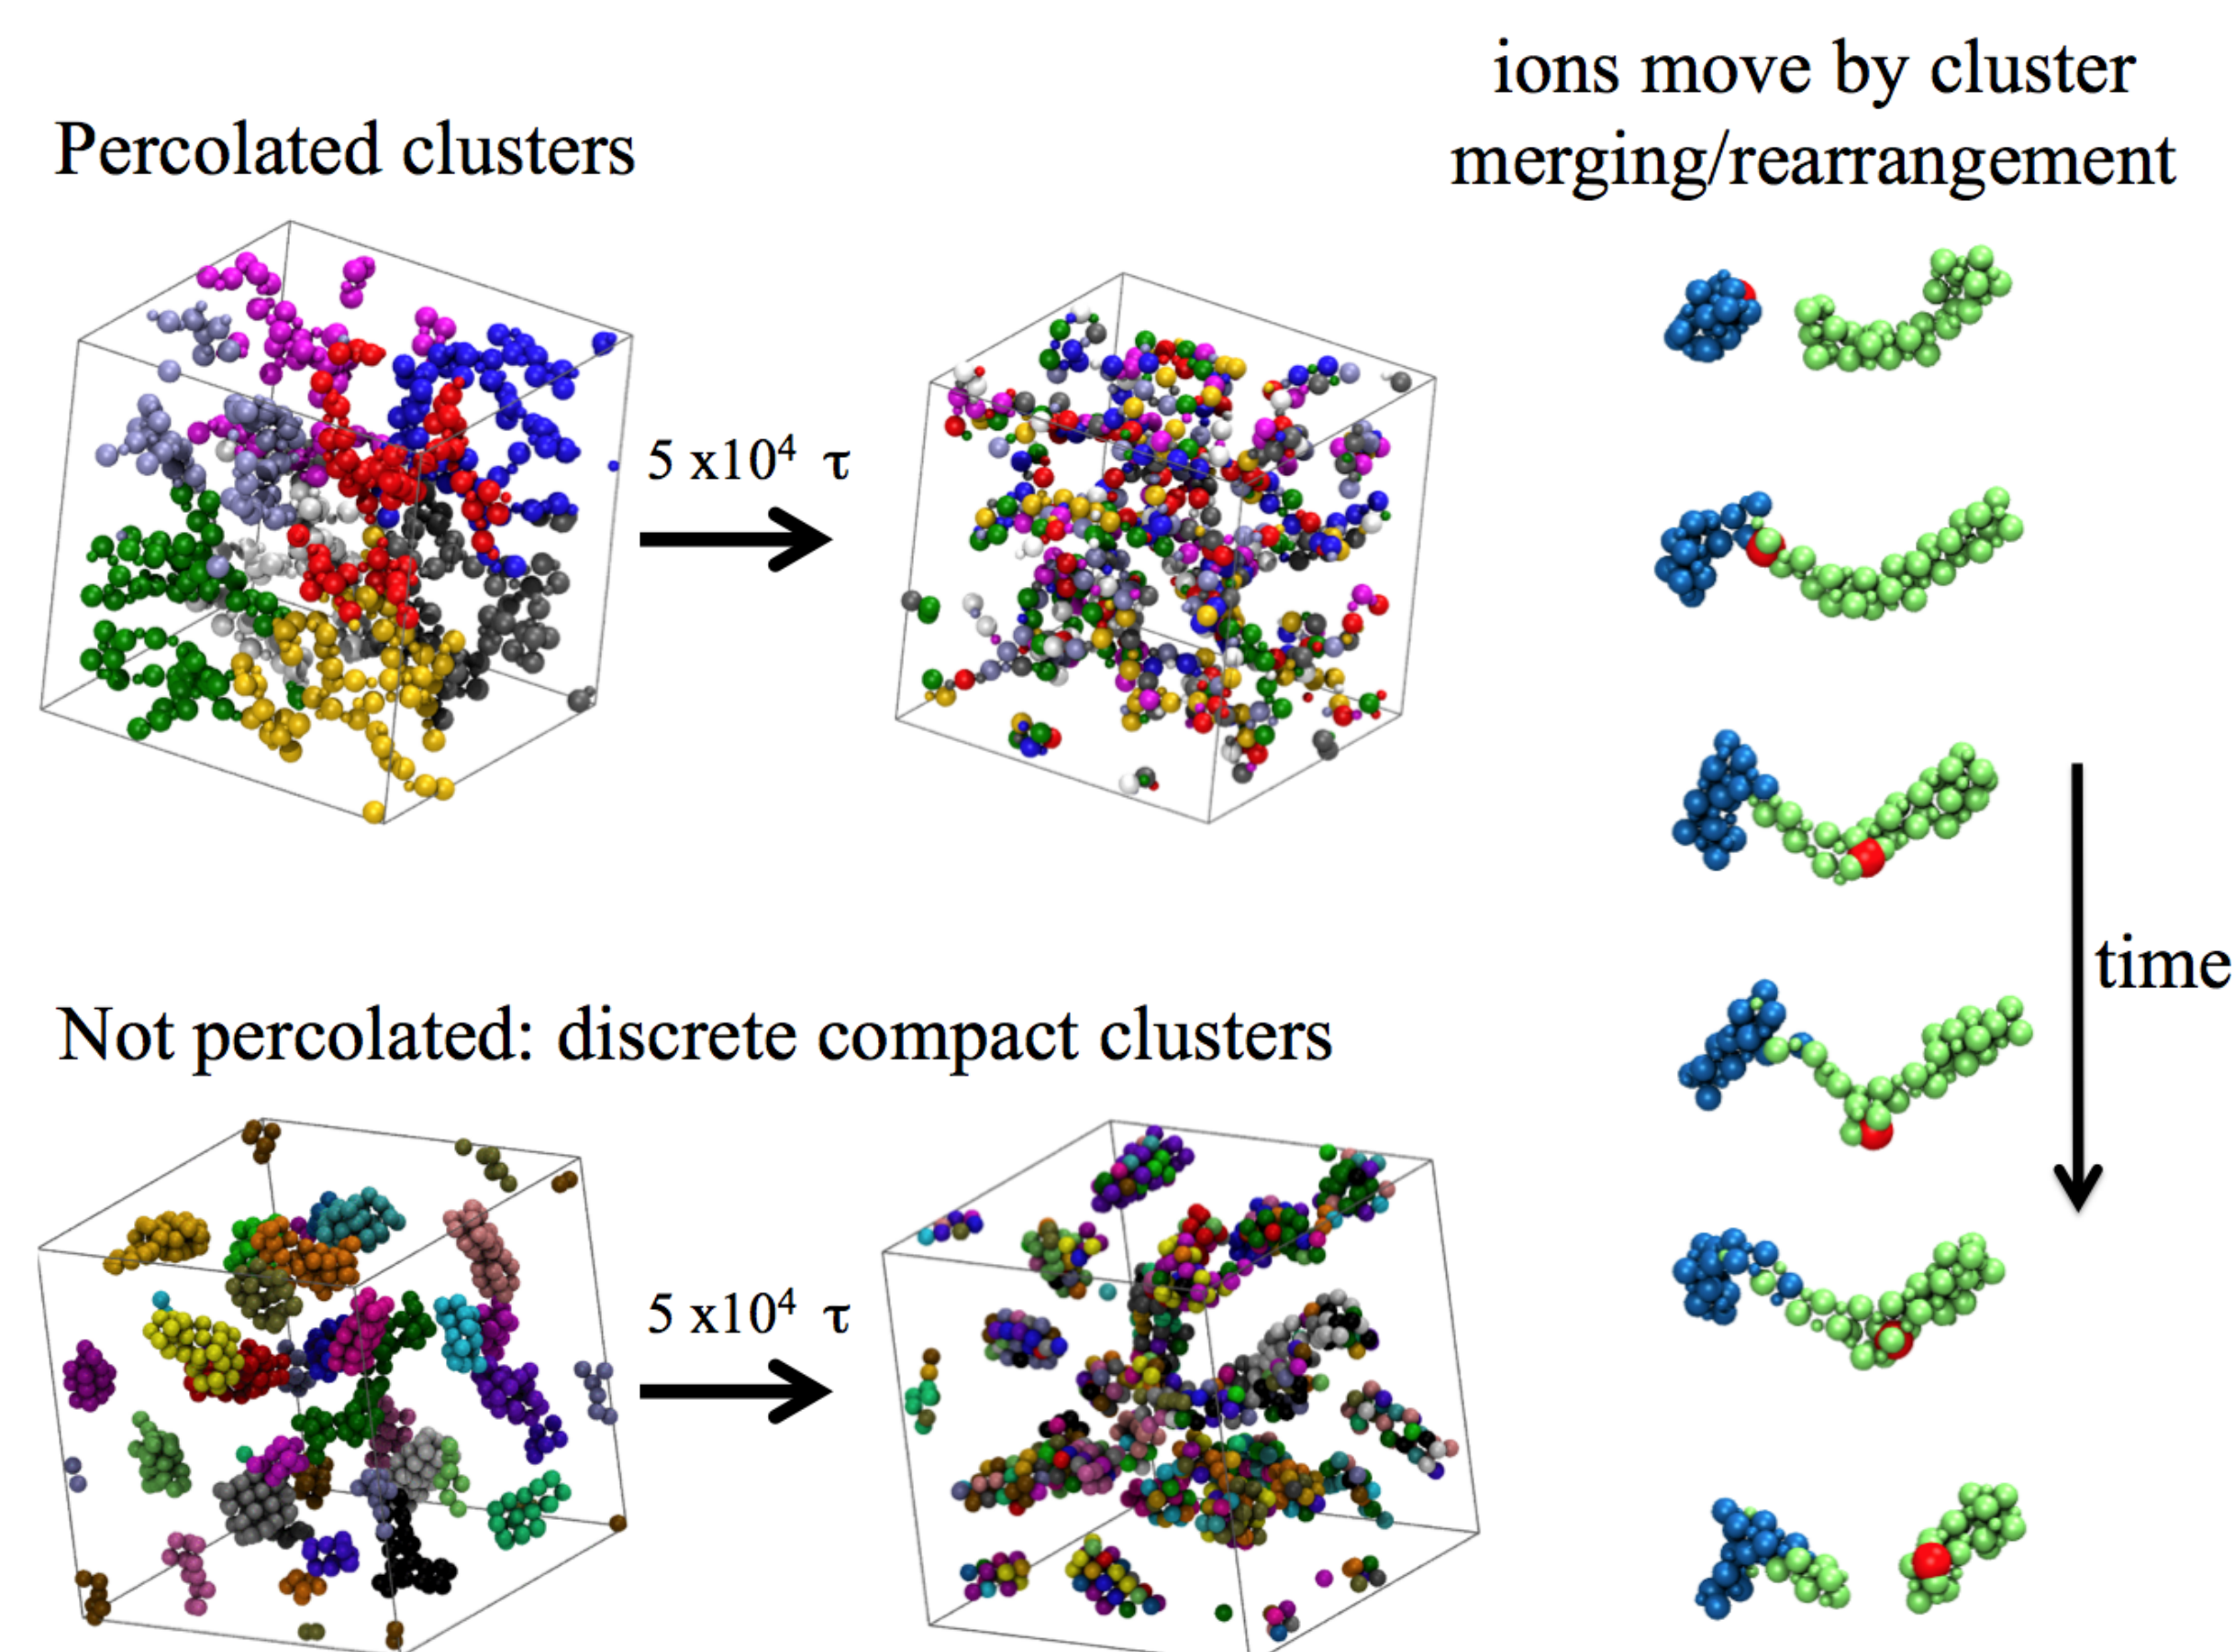 ions move by cluster
merging/rearrangement
Percolated clusters
5 x10⁴ τ
time
Not percolated: discrete compact clusters
5 x10⁴ τ